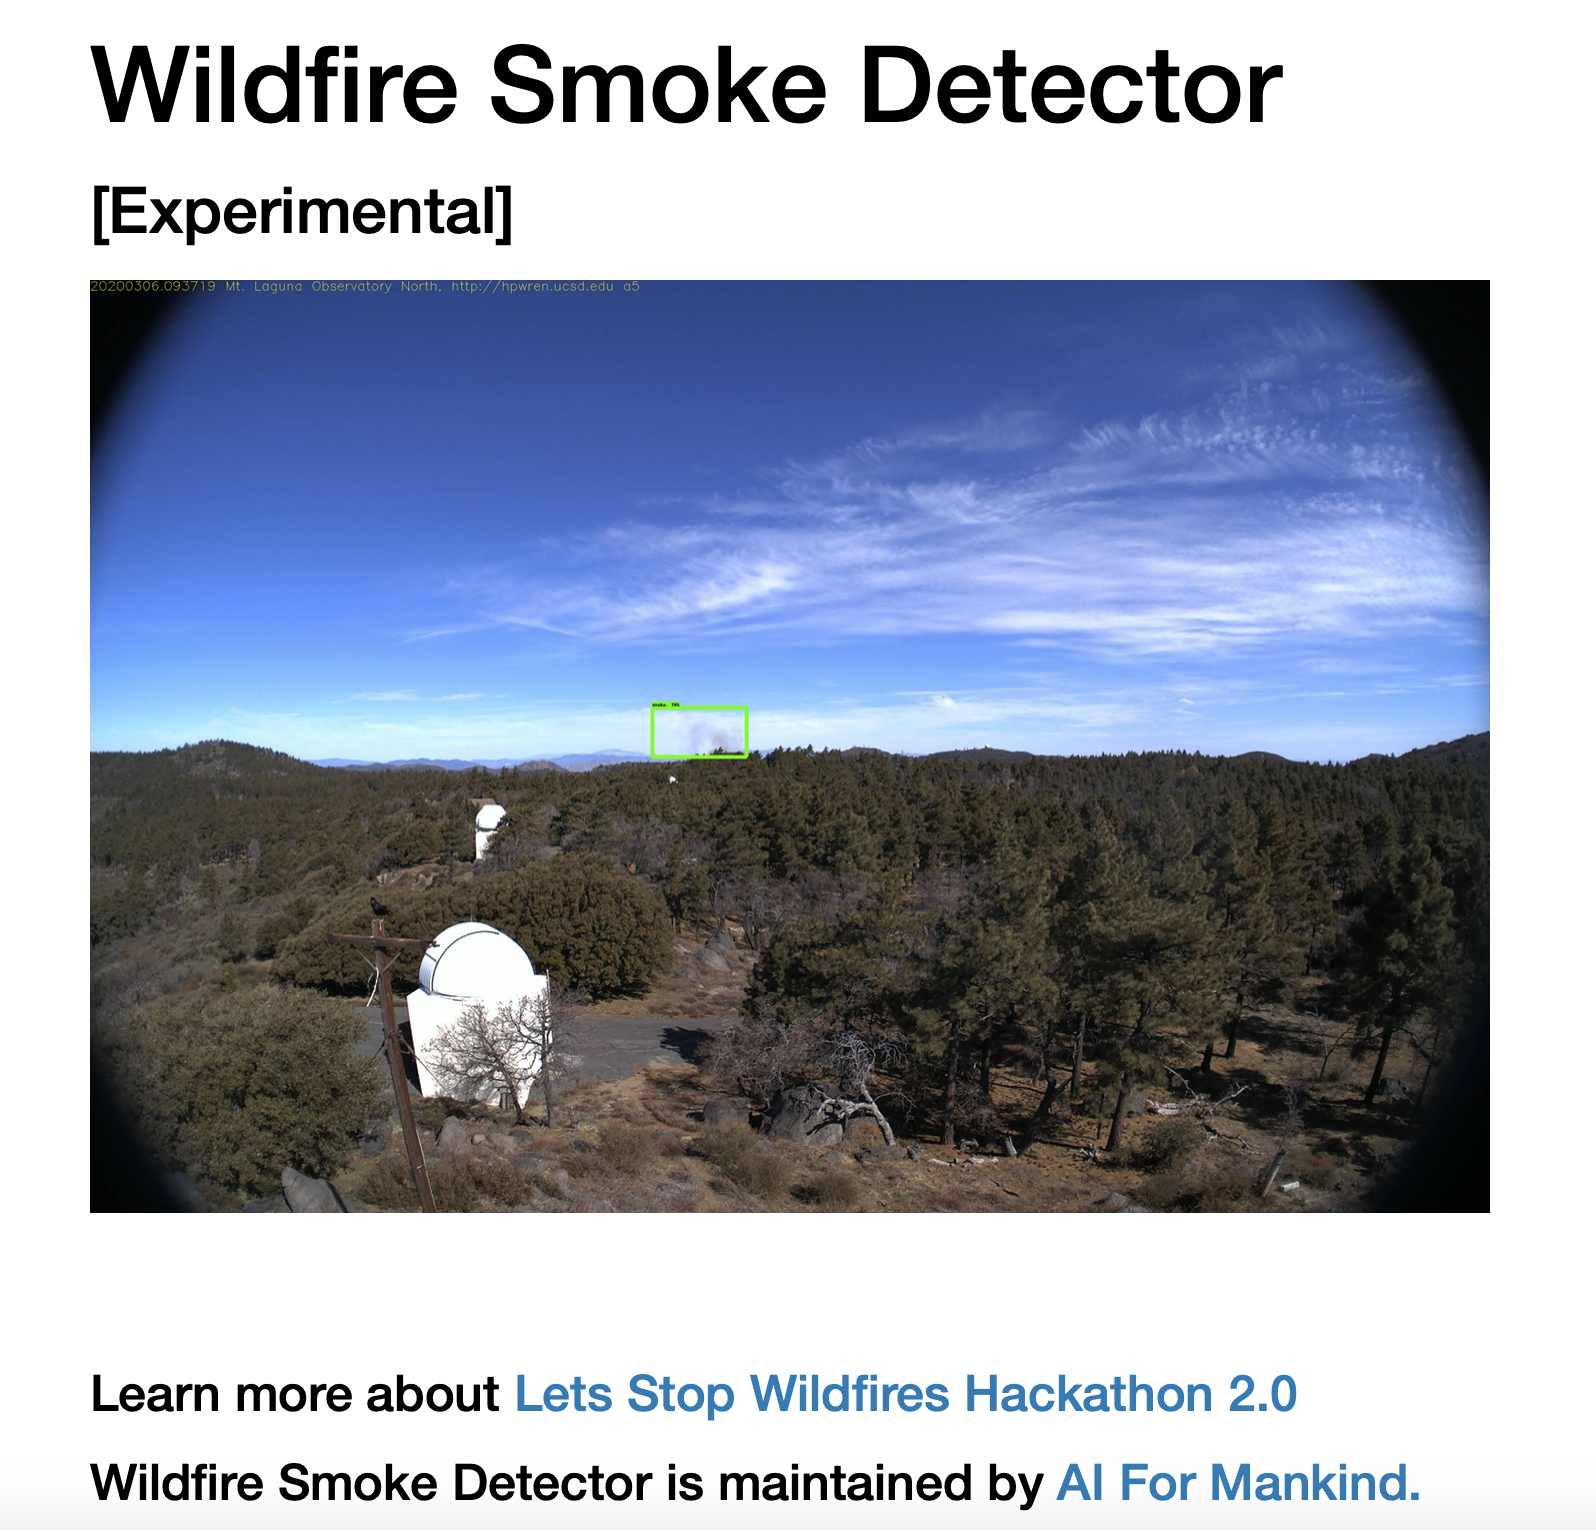 Wildfire Smoke Detector
[Experimental]
20200306.093719 Mt. Laguna Observatory North, http://hpwren.ucsd.edu a5
smoke:
Learn more about Lets Stop Wildfires Hackathon 2.0
Wildfire Smoke Detector is maintained by AI For Mankind.